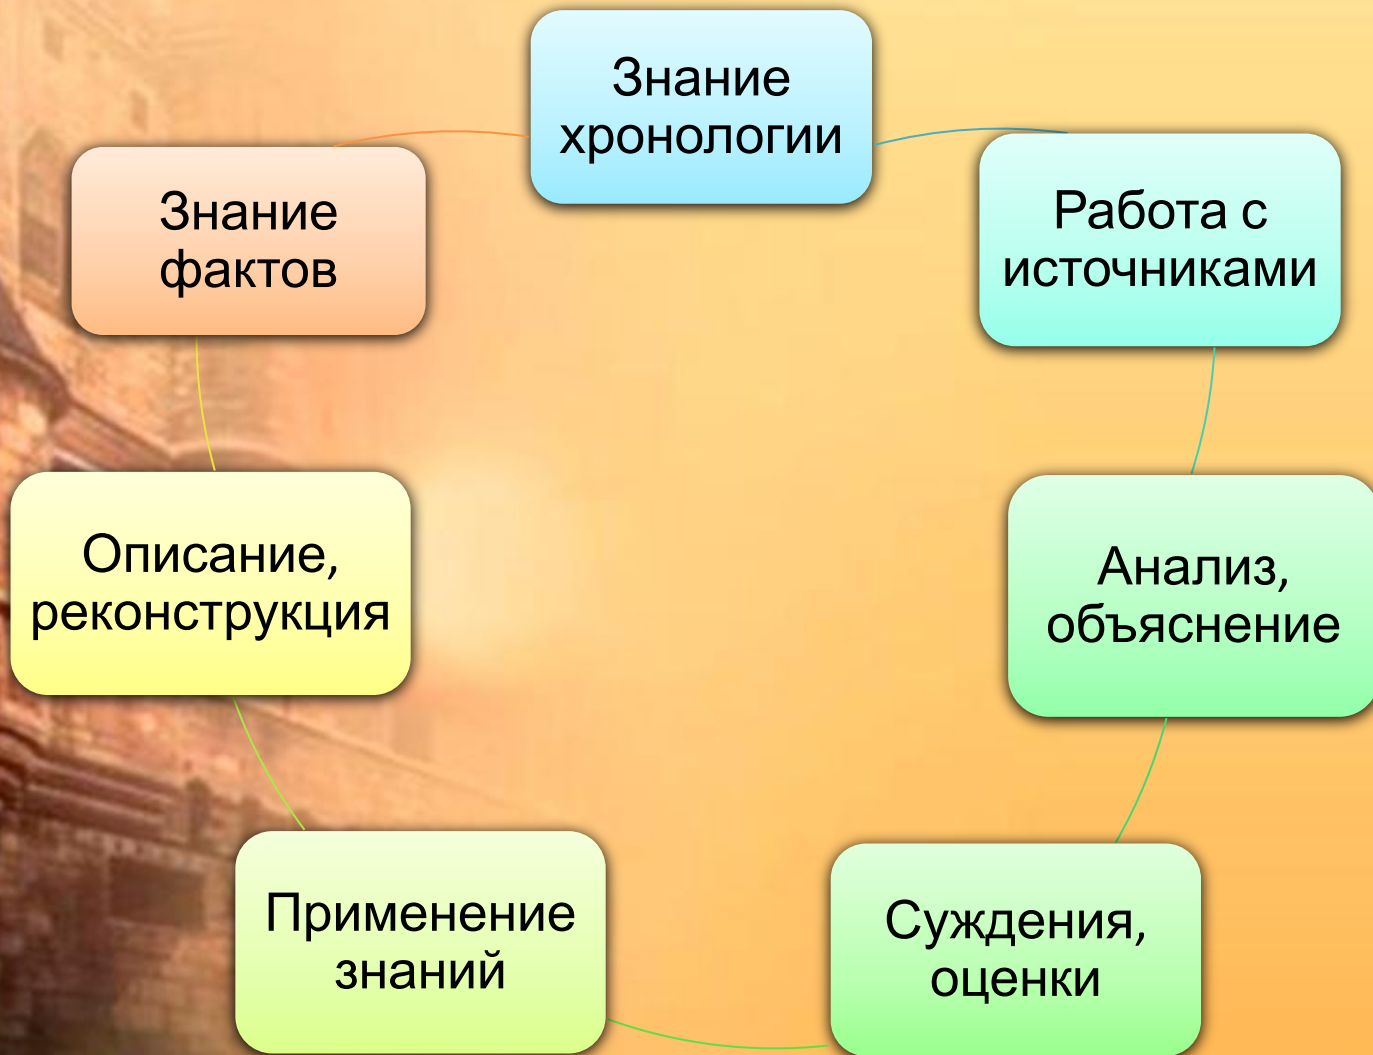 Знание
хронологии
Работа с
источниками
Анализ,
объяснение
Суждения,
оценки
Применение
знаний
Описание,
реконструкция
Знание
фактов